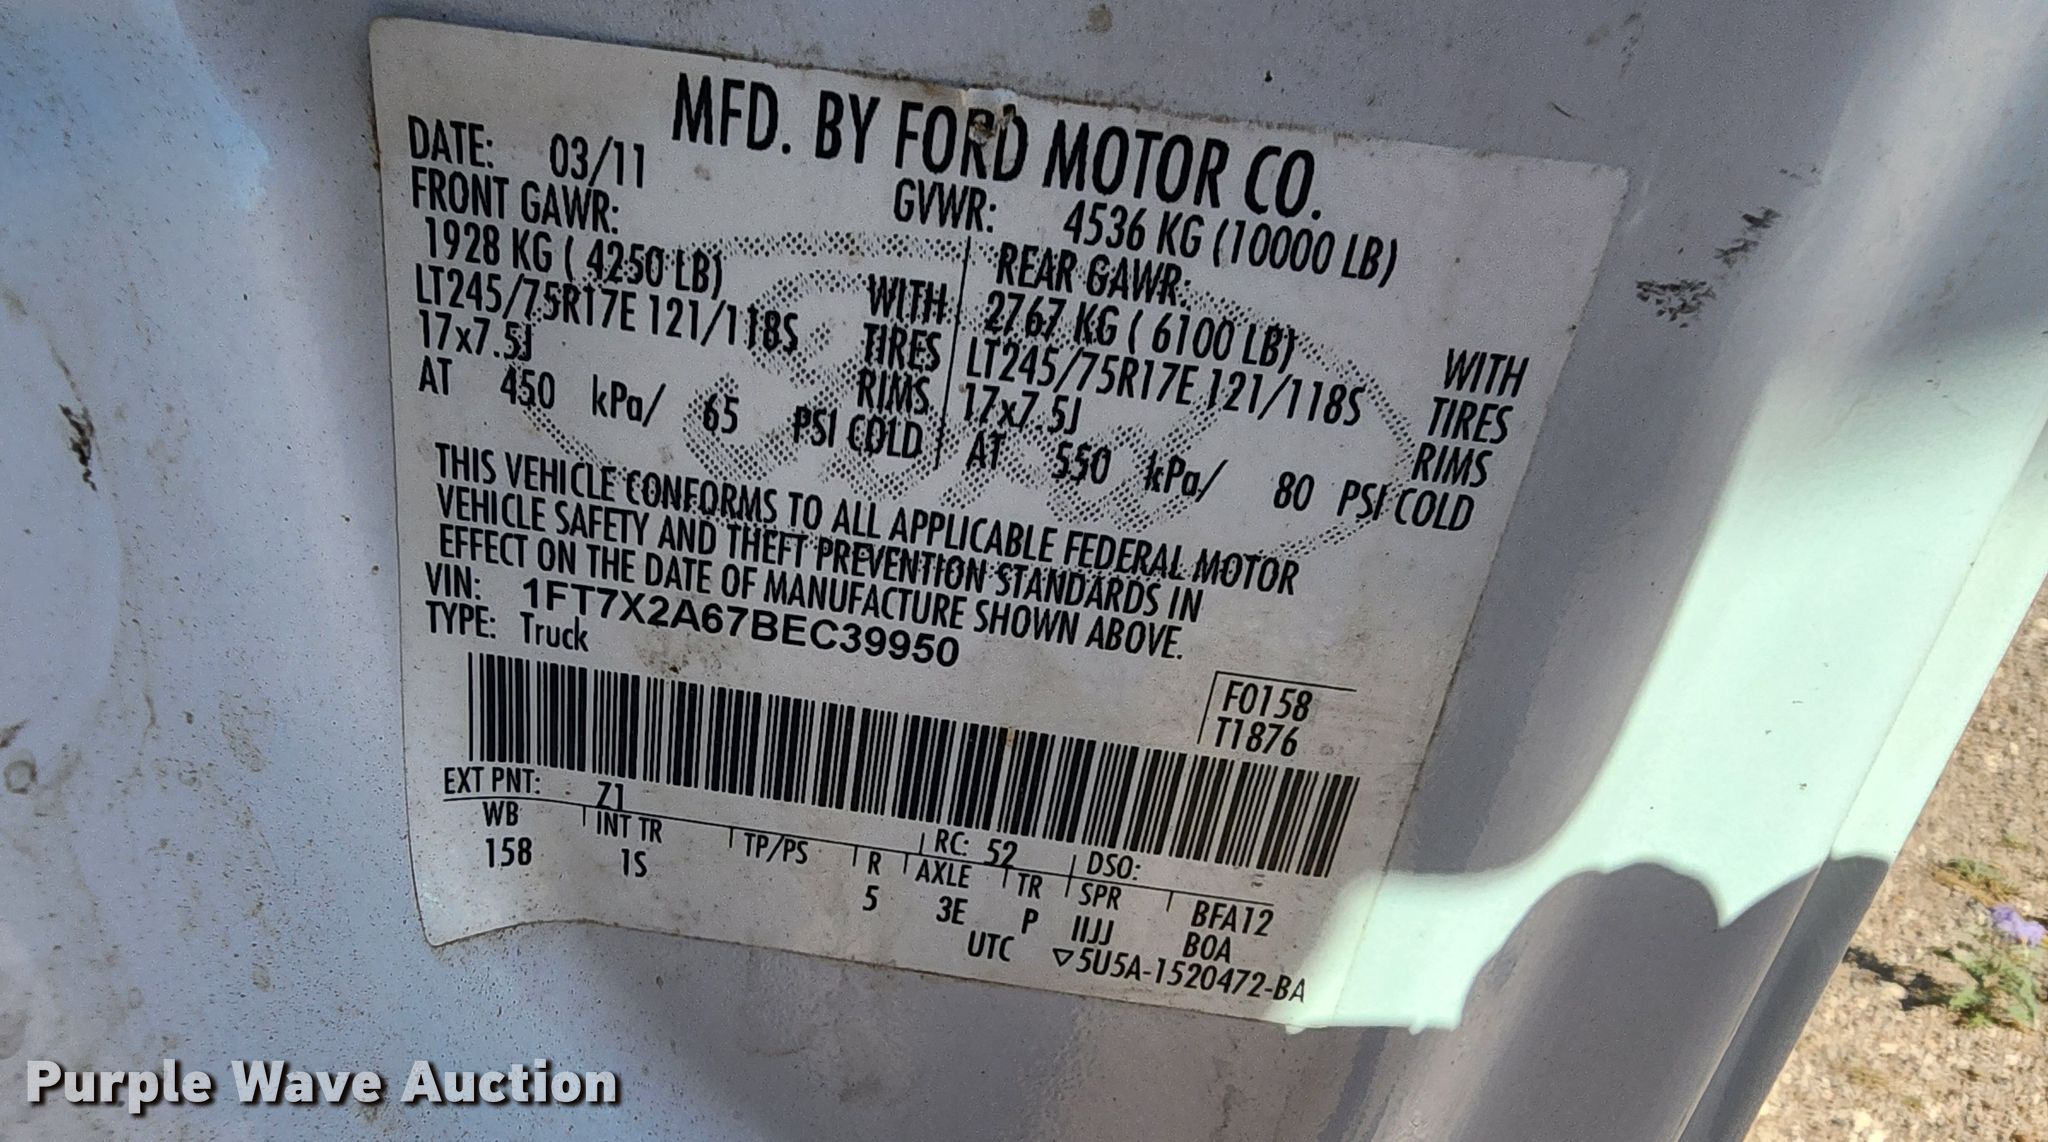 MFD. BY FORD MOTOR CO.
DATE: 03/11 GVWR: 4536 KG (10000 LB)
FRONT GAWR: REAR GAWR:
1928 KG ( 4250 LB) WITH 2767 KG ( 6100 LB) WITH
LT245/75R17E 121/118S TIRES LT245/75R17E 121/118S TIRES
17x7.5J RIMS 17x7.5J RIMS
AT 450 kPa/ 65 PSI COLD AT 550 kPa/ 80 PSI COLD
THIS VEHICLE CONFORMS TO ALL APPLICABLE FEDERAL MOTOR
VEHICLE SAFETY AND THEFT PREVENTION STANDARDS IN
EFFECT ON THE DATE OF MANUFACTURE SHOWN ABOVE.
VIN: 1FT7X2A67BEC39950
TYPE: Truck
F0158
T1876
EXT PNT: Z1 RC: 52 DSO:
WB INT TR TP/PS R AXLE TR SPR BFA12
158 1S 5 3E P IIJJ BOA
UTC ▽5U5A-1520472-BA
Purple Wave Auction